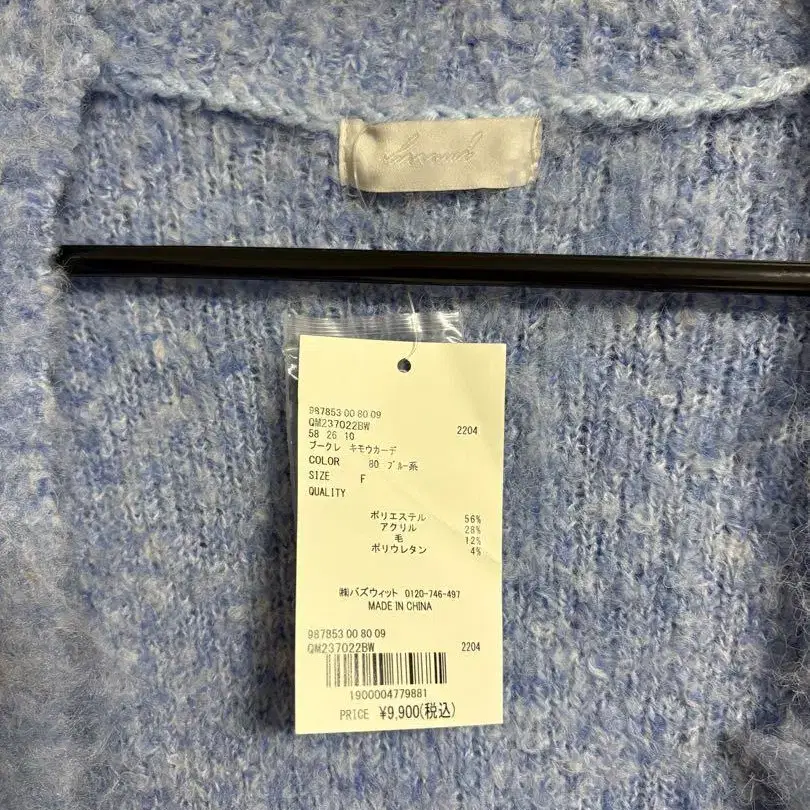 987853 00 80 09
QM237022BW
2204
58 26 10
ブークレ キモウカーデ
COLOR 80 ブルー系
SIZE F
QUALITY
ポリエステル 56%
アクリル 28%
毛 12%
ポリウレタン 4%
㈱バズウィット 0120-746-497
MADE IN CHINA
987853 00 80 09
QM237022BW 2204
1900004779881
PRICE ¥9,900(税込)